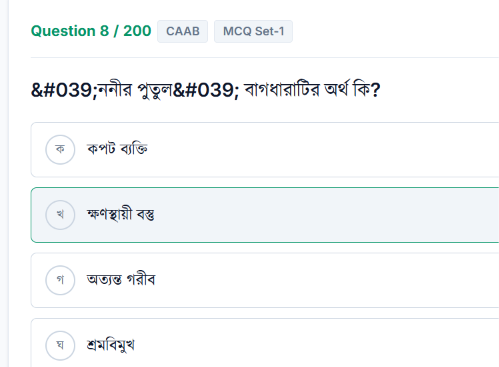 Question 8 / 200 CAAB MCQ Set-1
&#039;ননীর পুতুল&#039; বাগধারাটির অর্থ কি?
ক কপট ব্যক্তি
খ ক্ষণস্থায়ী বস্তু
গ অত্যন্ত গরীব
ঘ শ্রমবিমুখ